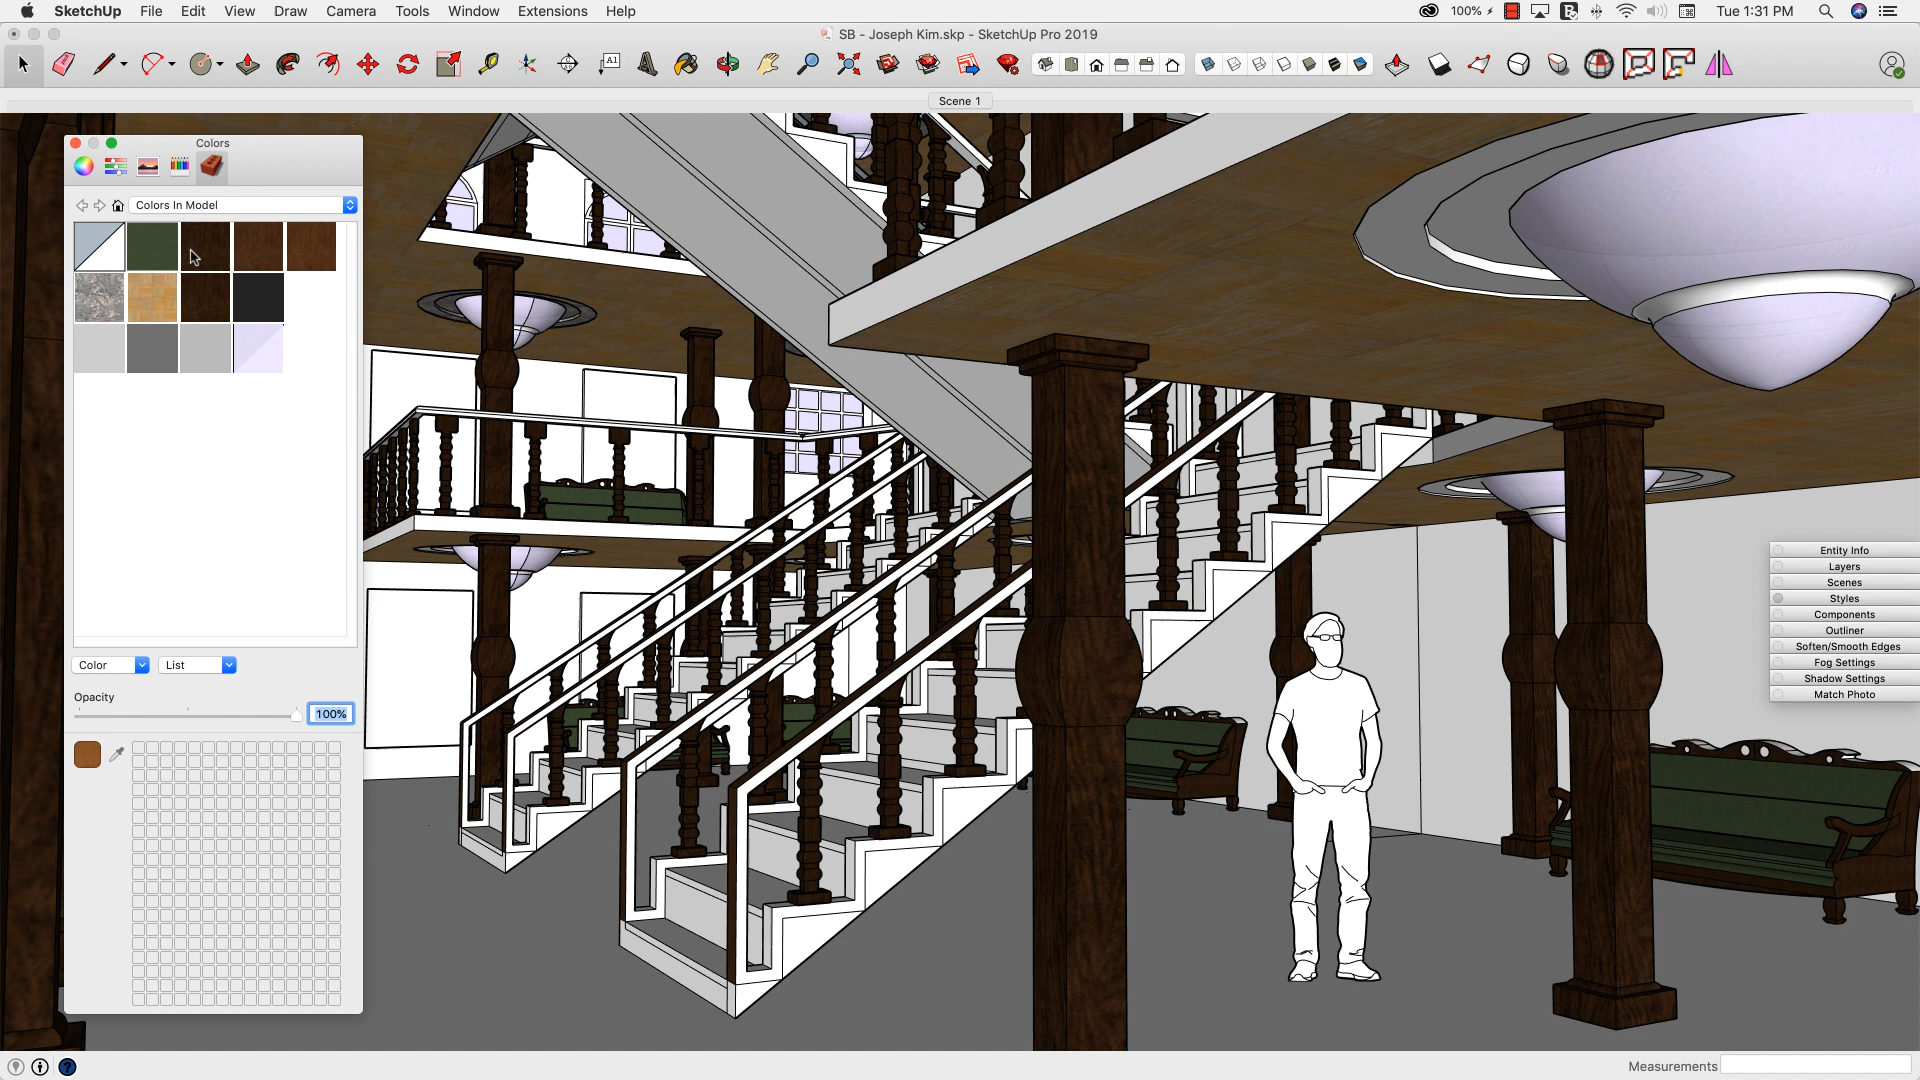 SketchUp File Edit View Draw Camera Tools Window Extensions Help 100% Tue 1:31 PM
SB - Joseph Kim.skp - SketchUp Pro 2019
A1
Scene 1
Colors
Colors In Model
Color List
Opacity
100%
Entity Info
Layers
Scenes
Styles
Components
Outliner
Soften/Smooth Edges
Fog Settings
Shadow Settings
Match Photo
Measurements